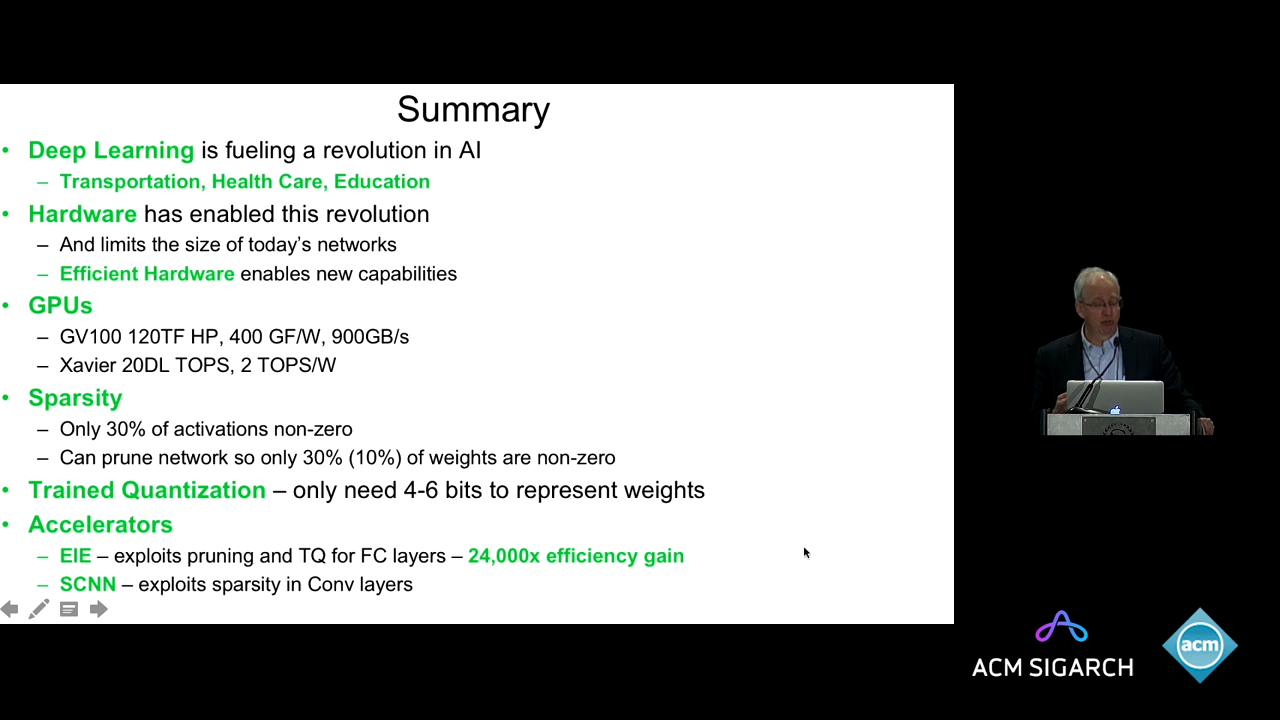 Summary
• Deep Learning is fueling a revolution in AI
– Transportation, Health Care, Education
• Hardware has enabled this revolution
– And limits the size of today's networks
– Efficient Hardware enables new capabilities
• GPUs
– GV100 120TF HP, 400 GF/W, 900GB/s
– Xavier 20DL TOPS, 2 TOPS/W
• Sparsity
– Only 30% of activations non-zero
– Can prune network so only 30% (10%) of weights are non-zero
• Trained Quantization – only need 4-6 bits to represent weights
• Accelerators
– EIE – exploits pruning and TQ for FC layers – 24,000x efficiency gain
– SCNN – exploits sparsity in Conv layers
ACM SIGARCH
acm